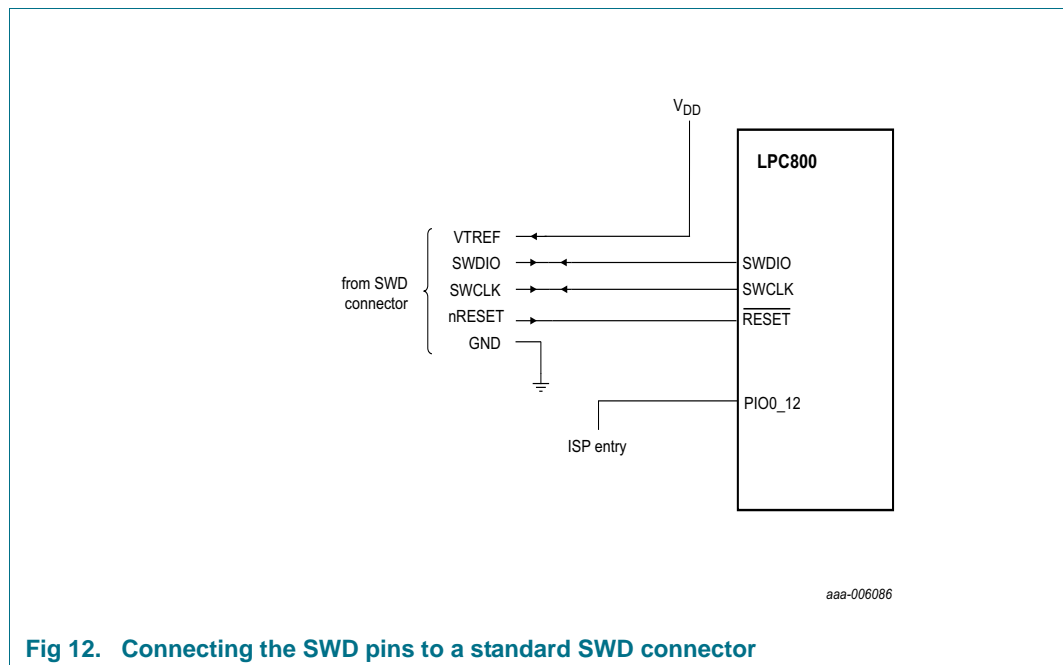 VDD
LPC800
from SWD
connector
VTREF
SWDIO
SWCLK
nRESET
GND
SWDIO
SWCLK
RESET
PIO0_12
ISP entry
aaa-006086
Fig 12. Connecting the SWD pins to a standard SWD connector